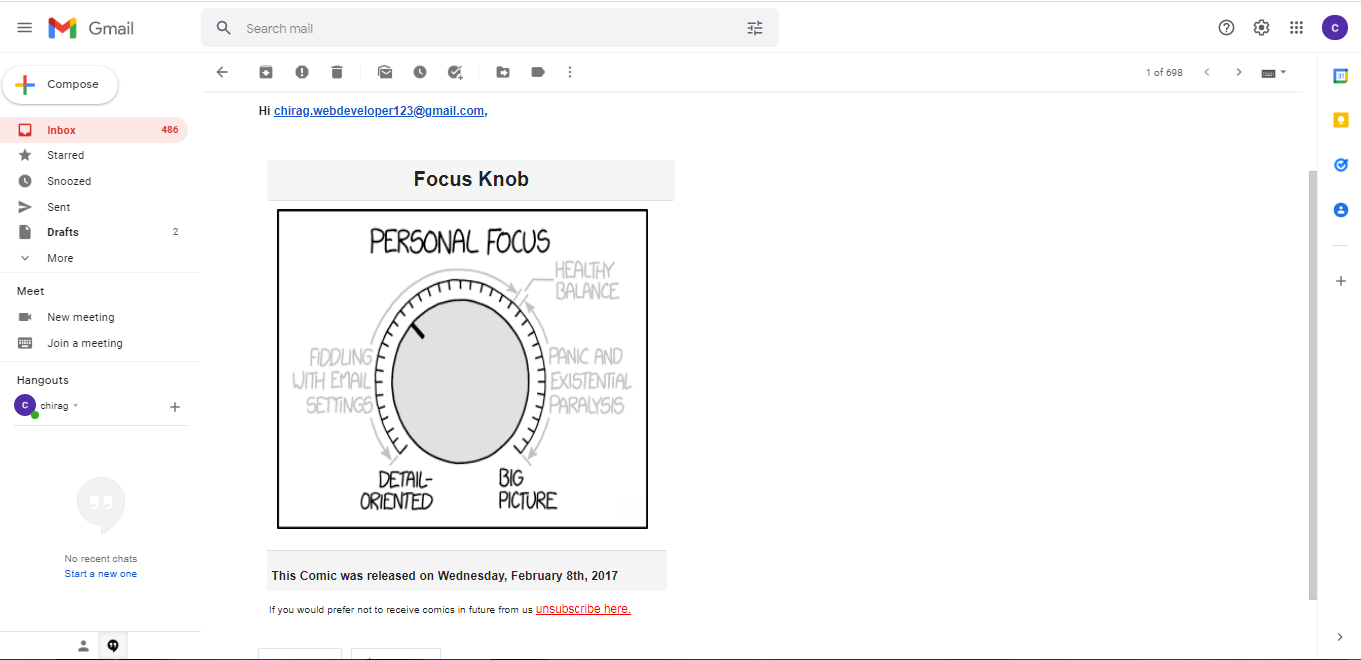 Gmail
Search mail
C
Compose
1 of 698
31
Inbox 486
Starred
Snoozed
Sent
Drafts 2
More
Meet
New meeting
Join a meeting
Hangouts
C chirag
No recent chats
Start a new one
Hi chirag.webdeveloper123@gmail.com,
Focus Knob
PERSONAL FOCUS
HEALTHY
BALANCE
FIDDLING
WITH EMAIL
SETTINGS
PANIC AND
EXISTENTIAL
PARALYSIS
DETAIL-
ORIENTED
BIG
PICTURE
This Comic was released on Wednesday, February 8th, 2017
If you would prefer not to receive comics in future from us unsubscribe here.